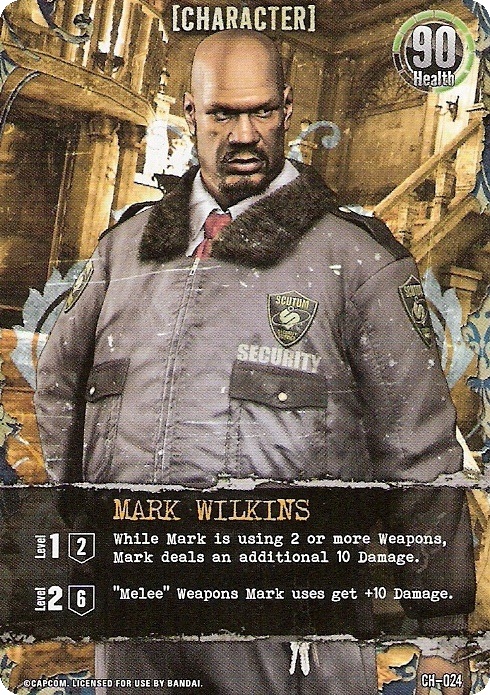 [CHARACTER]
90
Health
SCUTUM
SECURITY
MARK WILKINS
Level 1 2
While Mark is using 2 or more Weapons,
Mark deals an additional 10 Damage.
Level 2 6
"Melee" Weapons Mark uses get +10 Damage.
©CAPCOM. LICENSED FOR USE BY BANDAI.
CH-024